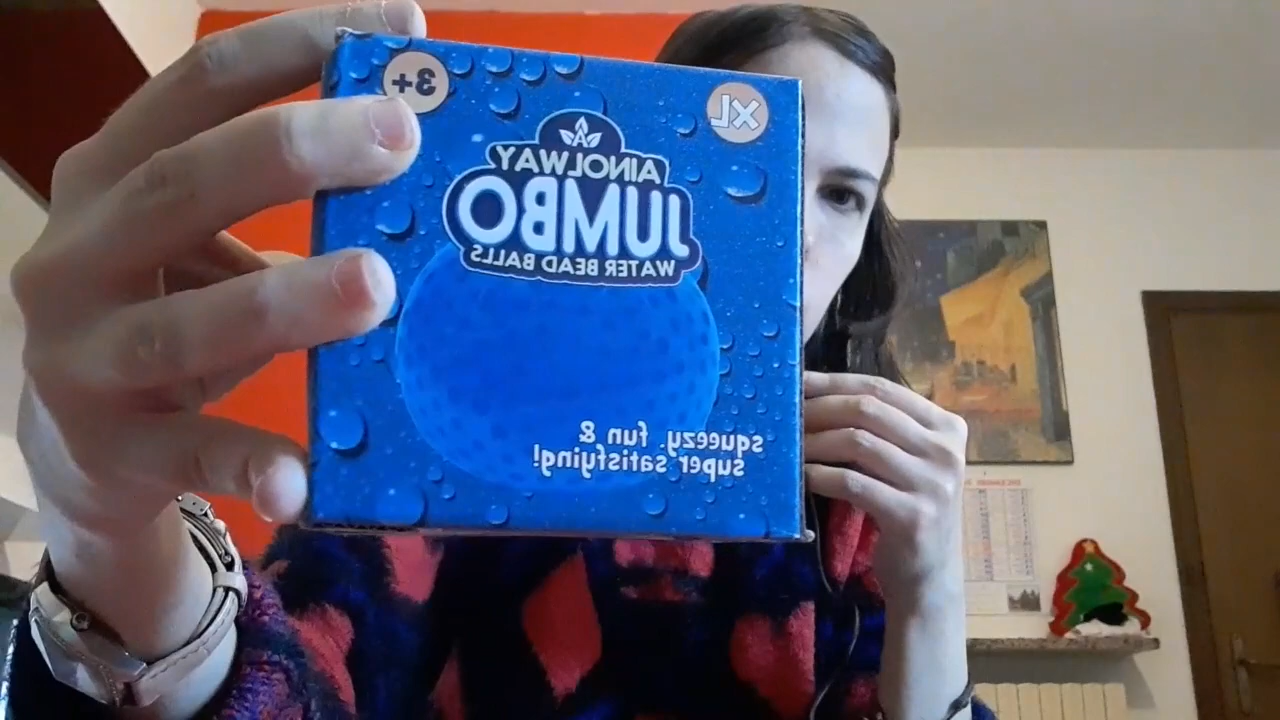 XL
3+
AINOLWAY
JUMBO
WATER BEAD BALLS
squeezy, fun &
super satisfying!